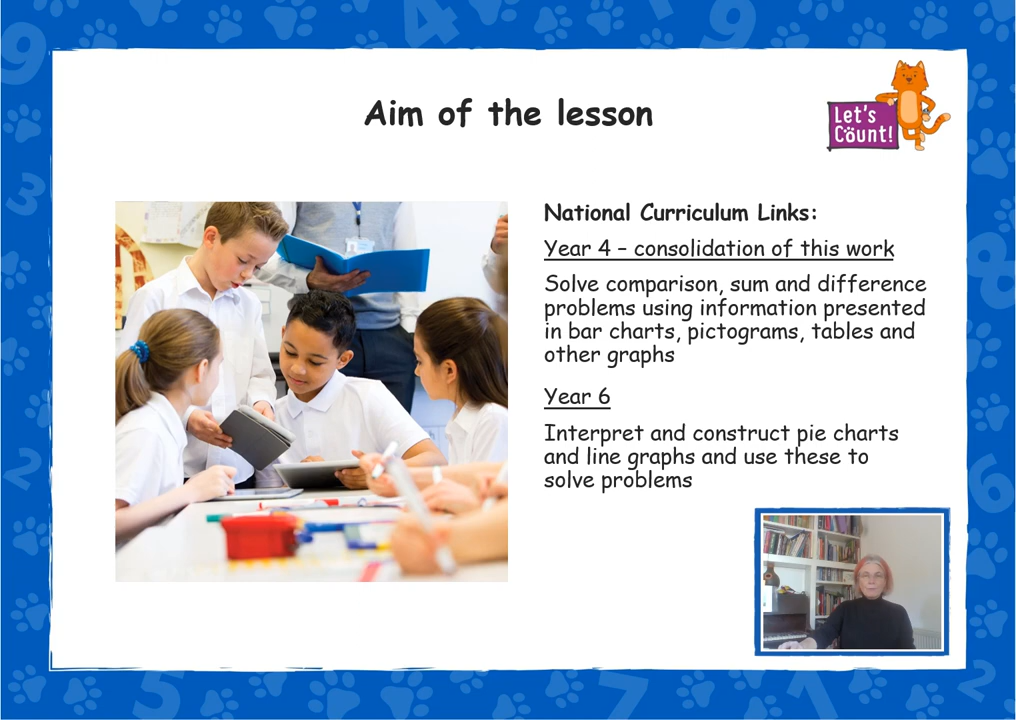 Aim of the lesson
Let's
Count!
National Curriculum Links:
Year 4 – consolidation of this work
Solve comparison, sum and difference
problems using information presented
in bar charts, pictograms, tables and
other graphs
Year 6
Interpret and construct pie charts
and line graphs and use these to
solve problems